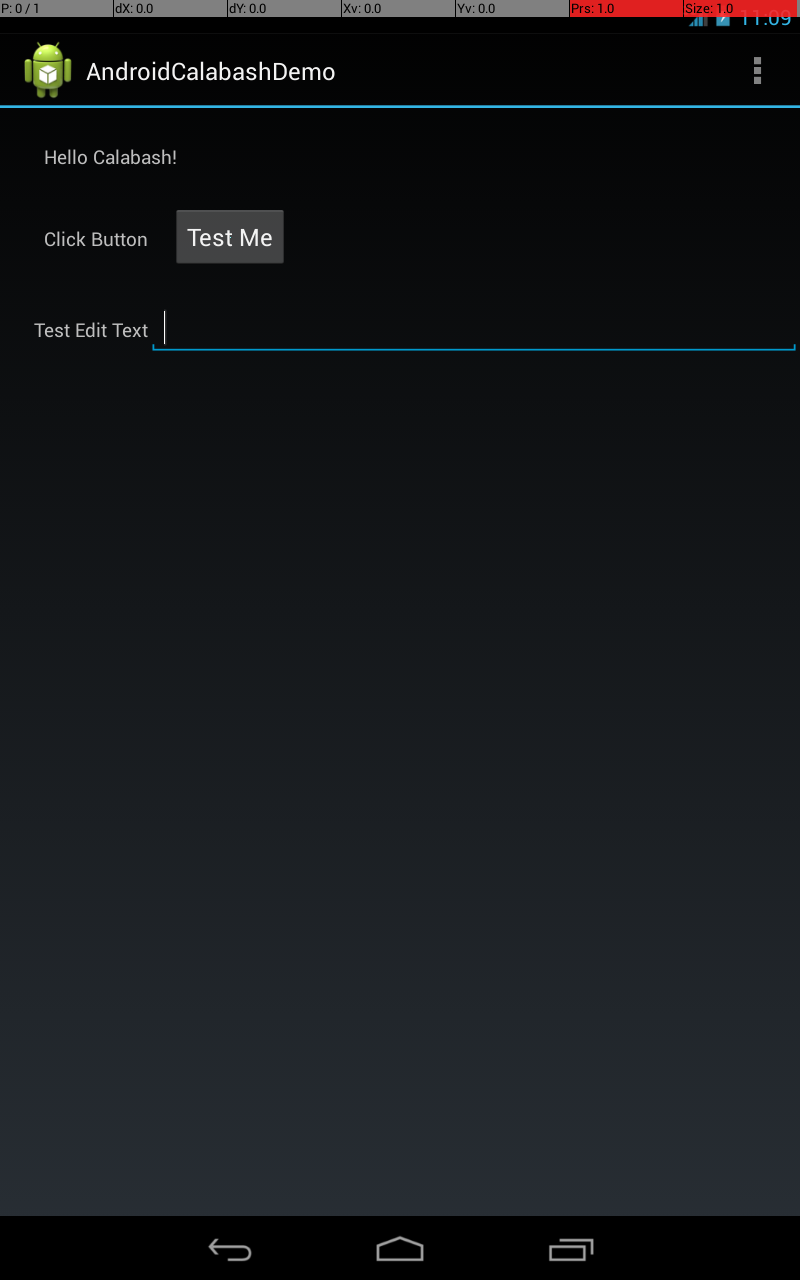 P: 0 / 1 dX: 0.0 dY: 0.0 Xv: 0.0 Yv: 0.0 Prs: 1.0 Size: 1.0
11:09
AndroidCalabashDemo
Hello Calabash!
Click Button Test Me
Test Edit Text